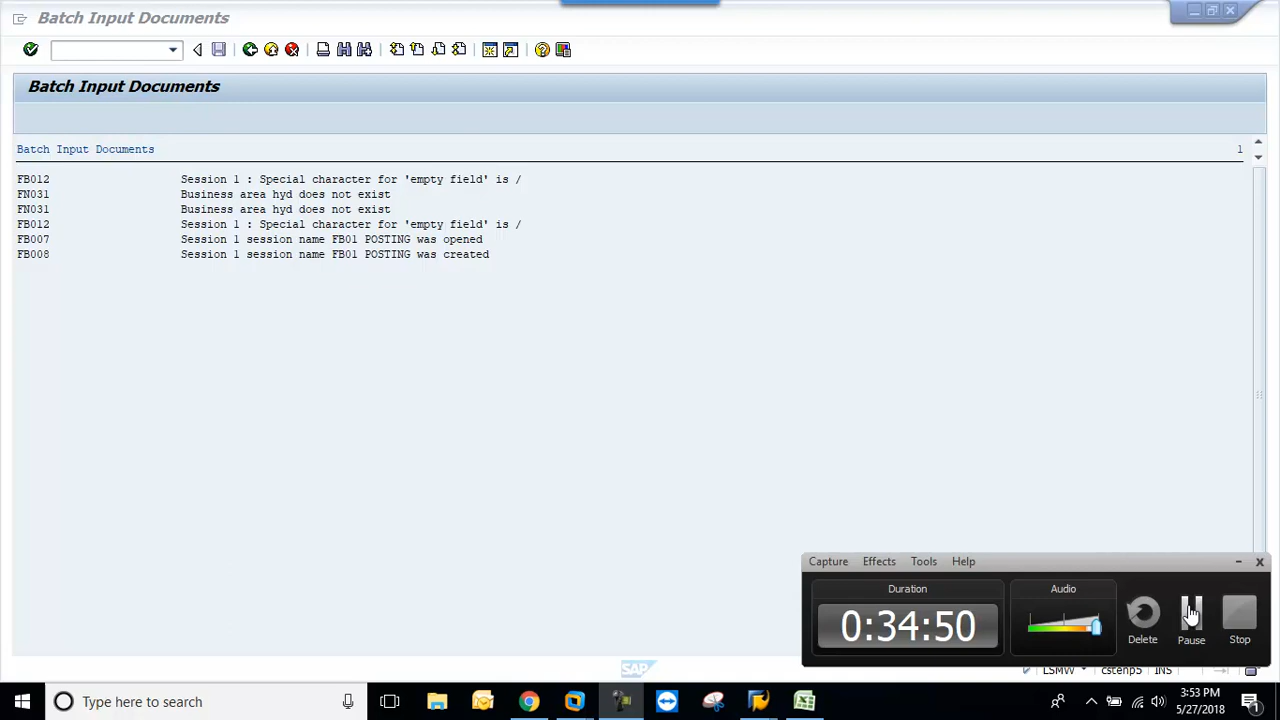 Batch Input Documents
Batch Input Documents
Batch Input Documents 1
FB012 Session 1 : Special character for 'empty field' is /
FN031 Business area hyd does not exist
FN031 Business area hyd does not exist
FB012 Session 1 : Special character for 'empty field' is /
FB007 Session 1 session name FB01 POSTING was opened
FB008 Session 1 session name FB01 POSTING was created
Capture Effects Tools Help
Duration Audio
0:34:50
Delete Pause Stop
SAP LSMW cstenp5 INS
Type here to search
3:53 PM
5/27/2018